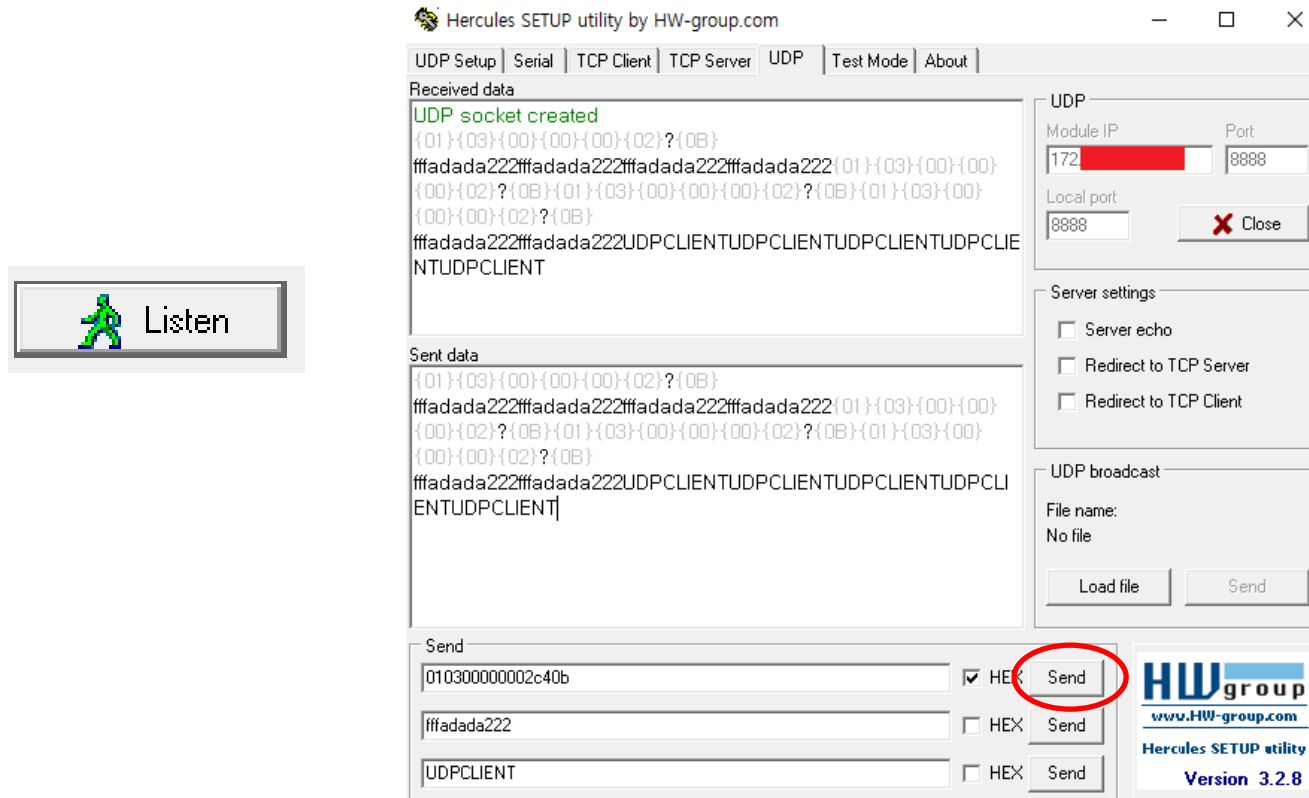 Listen
Hercules SETUP utility by HW-group.com
UDP Setup
Serial
TCP Client
TCP Server
UDP
Test Mode
About
Received data
UDP socket created
{01}{03}{00}{00}{00}{02}?{0B}
fffadada222fffadada222fffadada222fffadada222{01}{03}{00}{00}
{00}{02}?{0B}{01}{03}{00}{00}{00}{02}?{0B}{01}{03}{00}
{00}{00}{02}?{0B}
fffadada222fffadada222UDPCLIENTUDPCLIENTUDPCLIENTUDPCLIE
NTUDPCLIENT
Sent data
{01}{03}{00}{00}{00}{02}?{0B}
fffadada222fffadada222fffadada222fffadada222{01}{03}{00}{00}
{00}{02}?{0B}{01}{03}{00}{00}{00}{02}?{0B}{01}{03}{00}
{00}{00}{02}?{0B}
fffadada222fffadada222UDPCLIENTUDPCLIENTUDPCLIENTUDPCLI
ENTUDPCLIENT
UDP
Module IP
Port
172.
8888
Local port
8888
Close
Server settings
Server echo
Redirect to TCP Server
Redirect to TCP Client
UDP broadcast
File name:
No file
Load file
Send
Send
010300000002c40b
HEX
Send
fffadada222
HEX
Send
UDPCLIENT
HEX
Send
HWgroup
www.HW-group.com
Hercules SETUP utility
Version 3.2.8